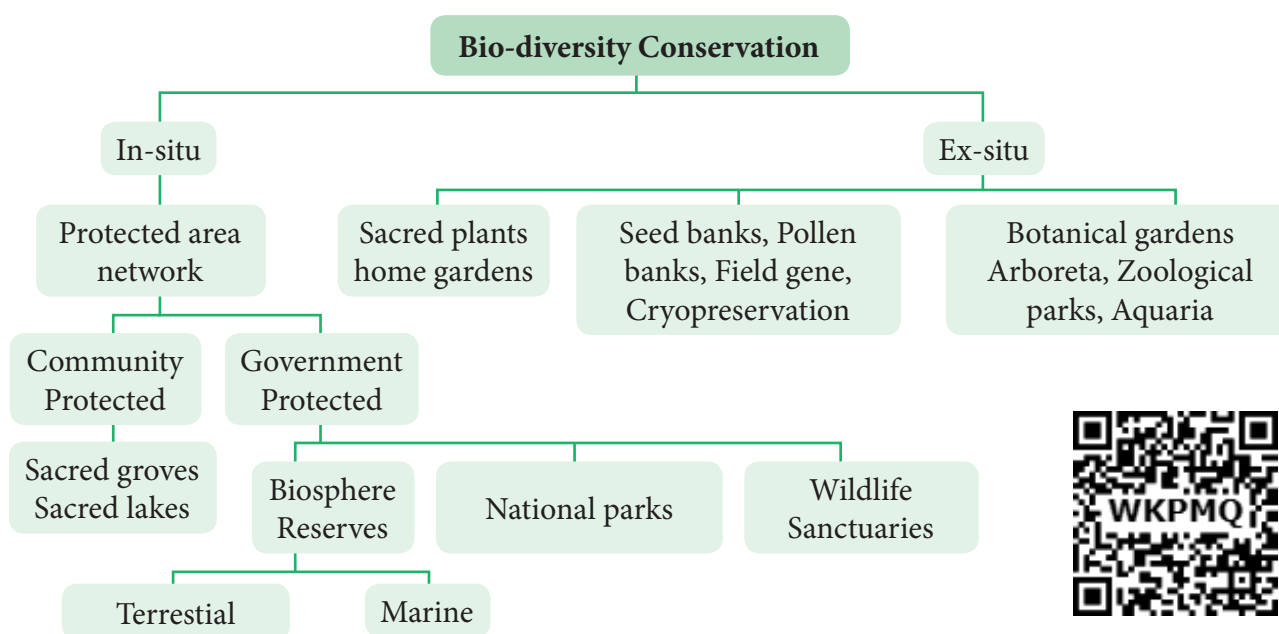 Bio-diversity Conservation
In-situ
Ex-situ
Protected area
network
Sacred plants
home gardens
Seed banks, Pollen
banks, Field gene,
Cryopreservation
Botanical gardens
Arboreta, Zoological
parks, Aquaria
Community
Protected
Government
Protected
Sacred groves
Sacred lakes
Biosphere
Reserves
National parks
Wildlife
Sanctuaries
WKPMQ
Terrestial
Marine